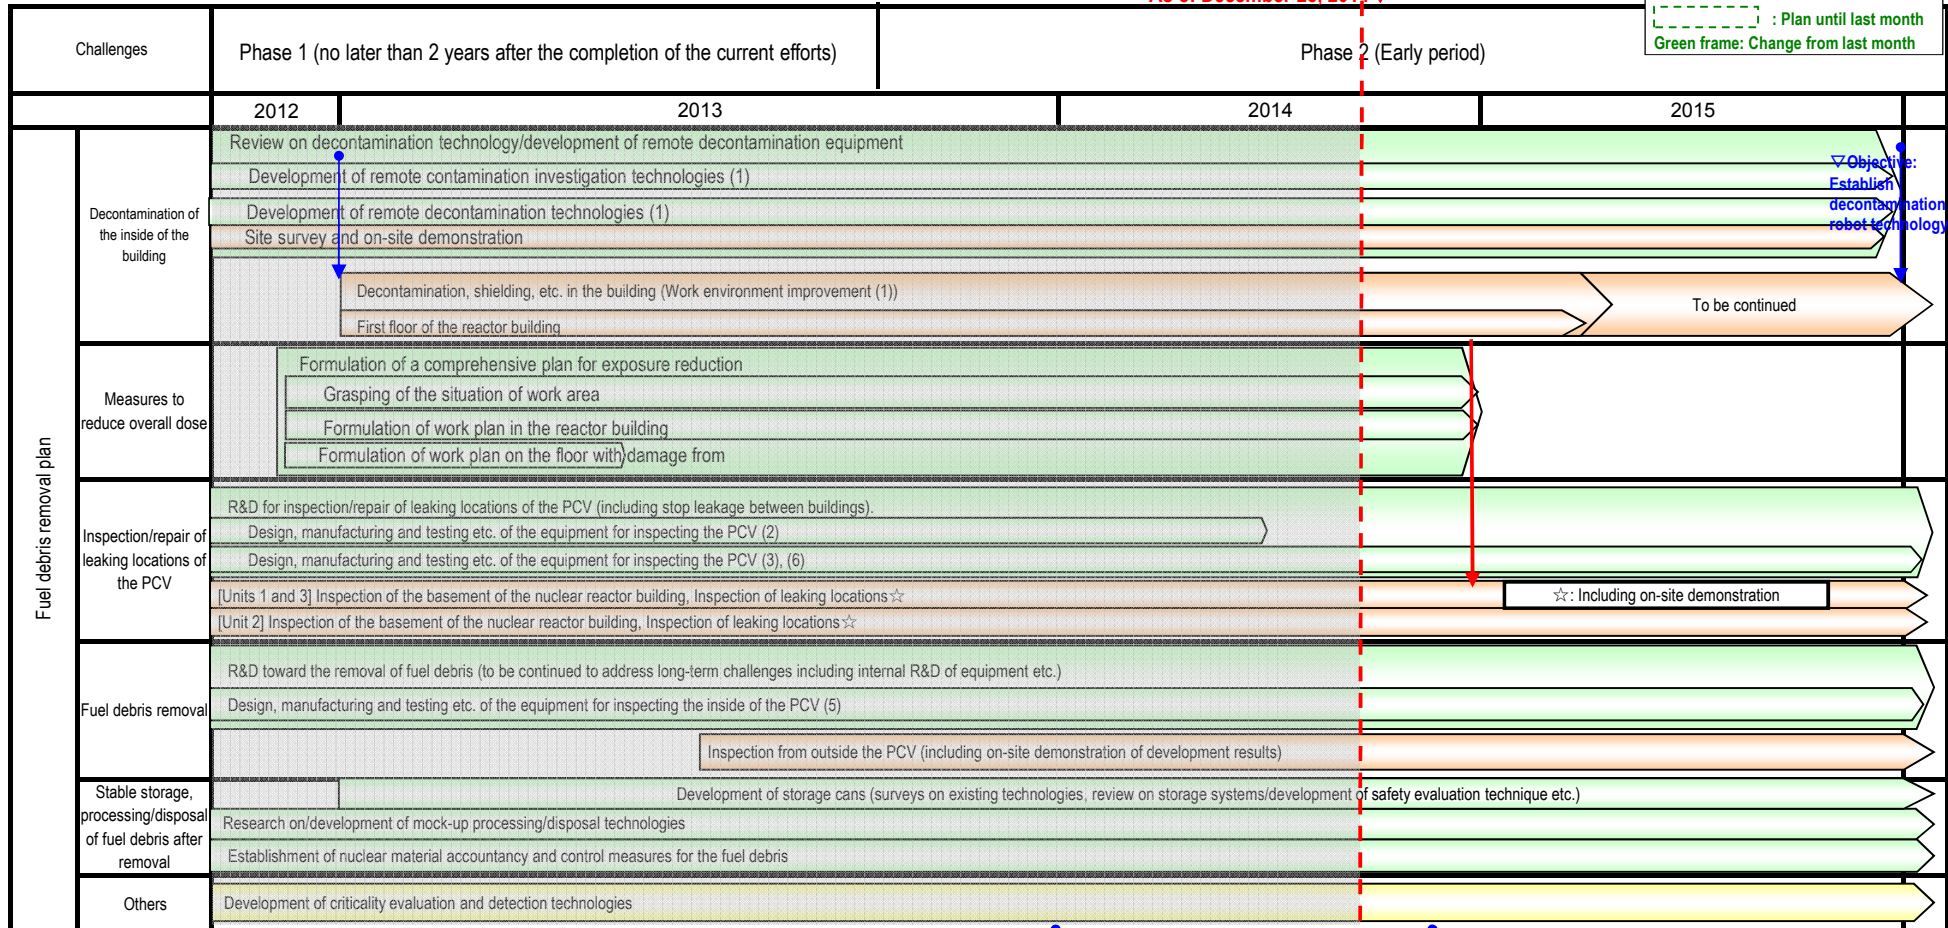 : Plan until last month
Green frame: Change from last month
Challenges
Phase 1 (no later than 2 years after the completion of the current efforts)
Phase 2 (Early period)
2012
2013
2014
2015
Fuel debris removal plan
Decontamination of
the inside of the
building
Review on decontamination technology/development of remote decontamination equipment
Development of remote contamination investigation technologies (1)
Development of remote decontamination technologies (1)
Site survey and on-site demonstration
▽Objective:
Establish
decontamination
robot technology
Decontamination, shielding, etc. in the building (Work environment improvement (1))
To be continued
First floor of the reactor building
Measures to
reduce overall dose
Formulation of a comprehensive plan for exposure reduction
Grasping of the situation of work area
Formulation of work plan in the reactor building
Formulation of work plan on the floor with damage from
Inspection/repair of
leaking locations of
the PCV
R&D for inspection/repair of leaking locations of the PCV (including stop leakage between buildings).
Design, manufacturing and testing etc. of the equipment for inspecting the PCV (2)
Design, manufacturing and testing etc. of the equipment for inspecting the PCV (3), (6)
[Units 1 and 3] Inspection of the basement of the nuclear reactor building, Inspection of leaking locations☆
☆: Including on-site demonstration
[Unit 2] Inspection of the basement of the nuclear reactor building, Inspection of leaking locations☆
Fuel debris removal
R&D toward the removal of fuel debris (to be continued to address long-term challenges including internal R&D of equipment etc.)
Design, manufacturing and testing etc. of the equipment for inspecting the inside of the PCV (5)
Inspection from outside the PCV (including on-site demonstration of development results)
Stable storage,
processing/disposal
of fuel debris after
removal
Development of storage cans (surveys on existing technologies, review on storage systems/development of safety evaluation technique etc.)
Research on/development of mock-up processing/disposal technologies
Establishment of nuclear material accountancy and control measures for the fuel debris
Others
Development of criticality evaluation and detection technologies